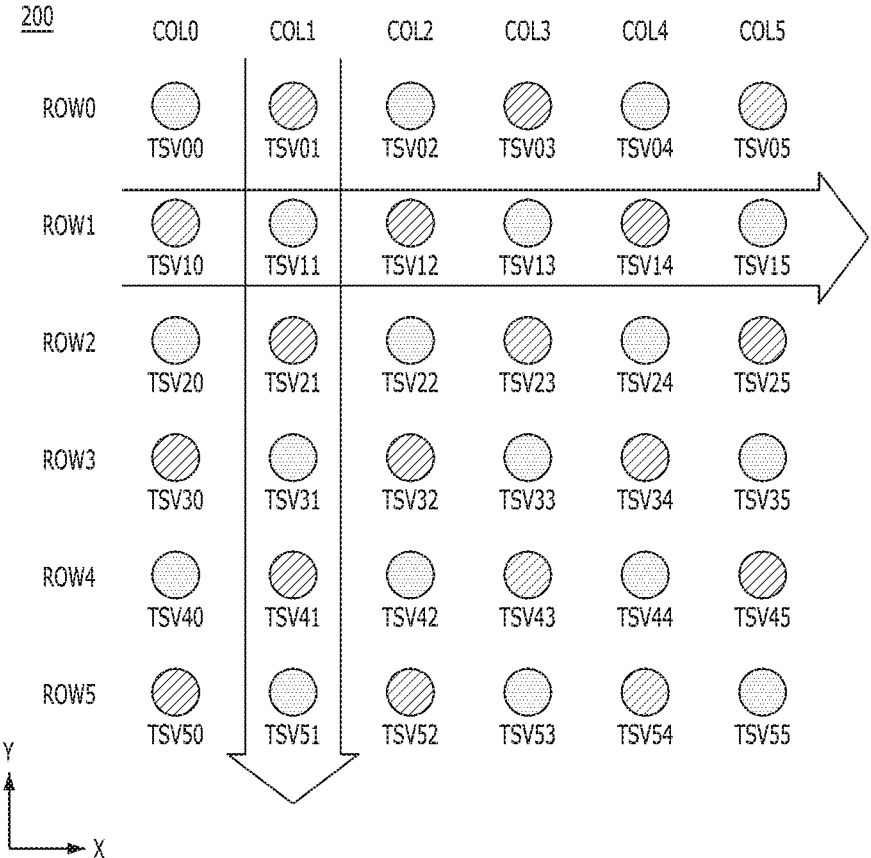 200
COL0 COL1 COL2 COL3 COL4 COL5
ROW0
TSV00 TSV01 TSV02 TSV03 TSV04 TSV05
ROW1
TSV10 TSV11 TSV12 TSV13 TSV14 TSV15
ROW2
TSV20 TSV21 TSV22 TSV23 TSV24 TSV25
ROW3
TSV30 TSV31 TSV32 TSV33 TSV34 TSV35
ROW4
TSV40 TSV41 TSV42 TSV43 TSV44 TSV45
ROW5
TSV50 TSV51 TSV52 TSV53 TSV54 TSV55
Y
X